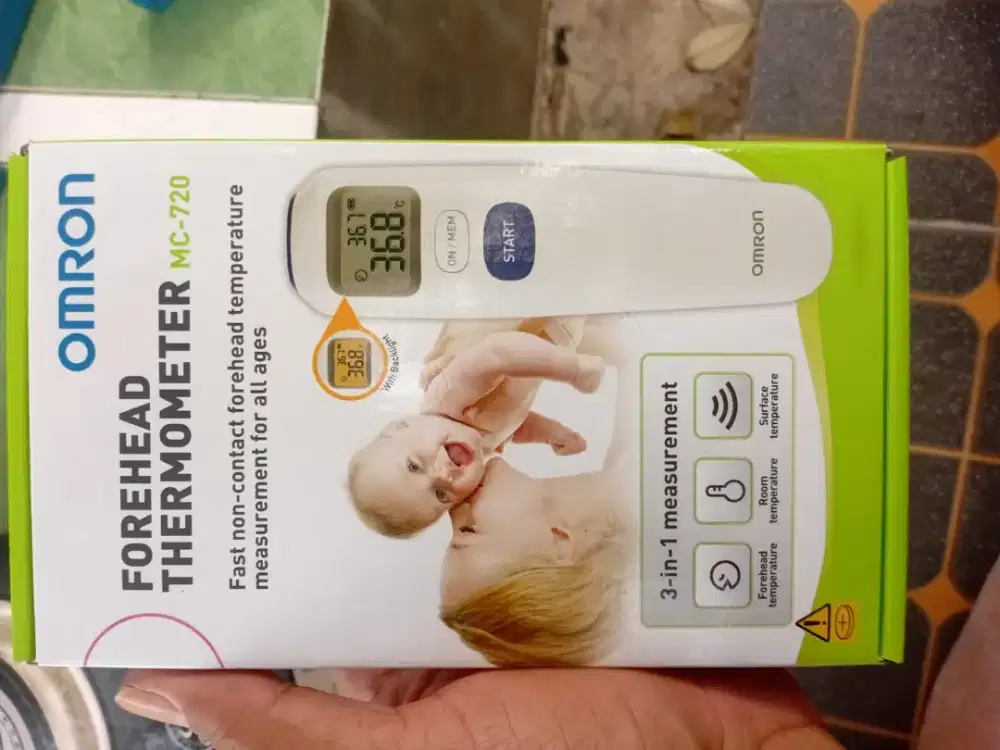 OMRON
FOREHEAD
THERMOMETER MC-720
Fast non-contact forehead temperature
measurement for all ages
36.7
36.8 °C
ON / MEM
START
OMRON
36.7
36.8 °C
With Backlight
3-in-1 measurement
Forehead
temperature
Room
temperature
Surface
temperature